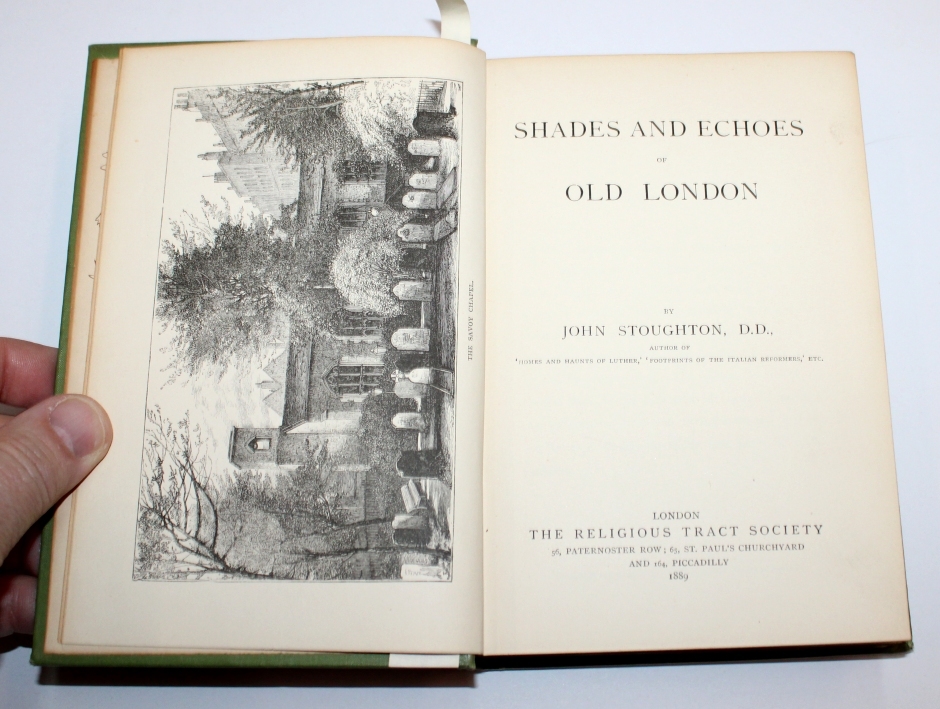 THE SAVOY CHAPEL.
SHADES AND ECHOES
OF
OLD LONDON
BY
JOHN STOUGHTON, D.D.,
AUTHOR OF
'HOMES AND HAUNTS OF LUTHER,' 'FOOTPRINTS OF THE ITALIAN REFORMERS,' ETC.
LONDON
THE RELIGIOUS TRACT SOCIETY
56, PATERNOSTER ROW; 65, ST. PAUL'S CHURCHYARD
AND 164, PICCADILLY
1889